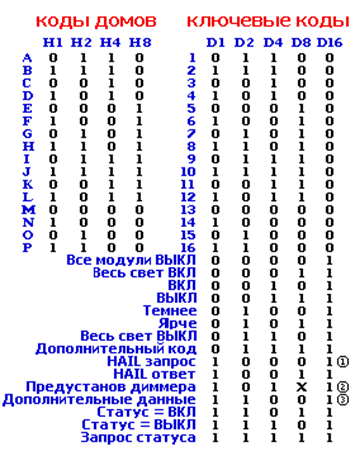 коды домов ключевые коды
H1 H2 H4 H8 D1 D2 D4 D8 D16
A 0 1 1 0 1 0 1 1 0 0
B 1 1 1 0 2 1 1 1 0 0
C 0 0 1 0 3 0 0 1 0 0
D 1 0 1 0 4 1 0 1 0 0
E 0 0 0 1 5 0 0 0 1 0
F 1 0 0 1 6 1 0 0 1 0
G 0 1 0 1 7 0 1 0 1 0
H 1 1 0 1 8 1 1 0 1 0
I 0 1 1 1 9 0 1 1 1 0
J 1 1 1 1 10 1 1 1 1 0
K 0 0 1 1 11 0 0 1 1 0
L 1 0 1 1 12 1 0 1 1 0
M 0 0 0 0 13 0 0 0 0 0
N 1 0 0 0 14 1 0 0 0 0
O 0 1 0 0 15 0 1 0 0 0
P 1 1 0 0 16 1 1 0 0 0
Все модули ВЫКЛ 0 0 0 0 1
Весь свет ВКЛ 0 0 0 1 1
ВКЛ 0 0 1 0 1
ВЫКЛ 0 0 1 1 1
Темнее 0 1 0 0 1
Ярче 0 1 0 1 1
Весь свет ВЫКЛ 0 1 1 0 1
Дополнительный код 0 1 1 1 1
HAIL запрос 1 0 0 0 1 ①
HAIL ответ 1 0 0 1 1
Предустанов диммера 1 0 1 X 1 ②
Дополнительные данные 1 1 0 0 1 ③
Статус = ВКЛ 1 1 0 1 1
Статус = ВЫКЛ 1 1 1 0 1
Запрос статуса 1 1 1 1 1